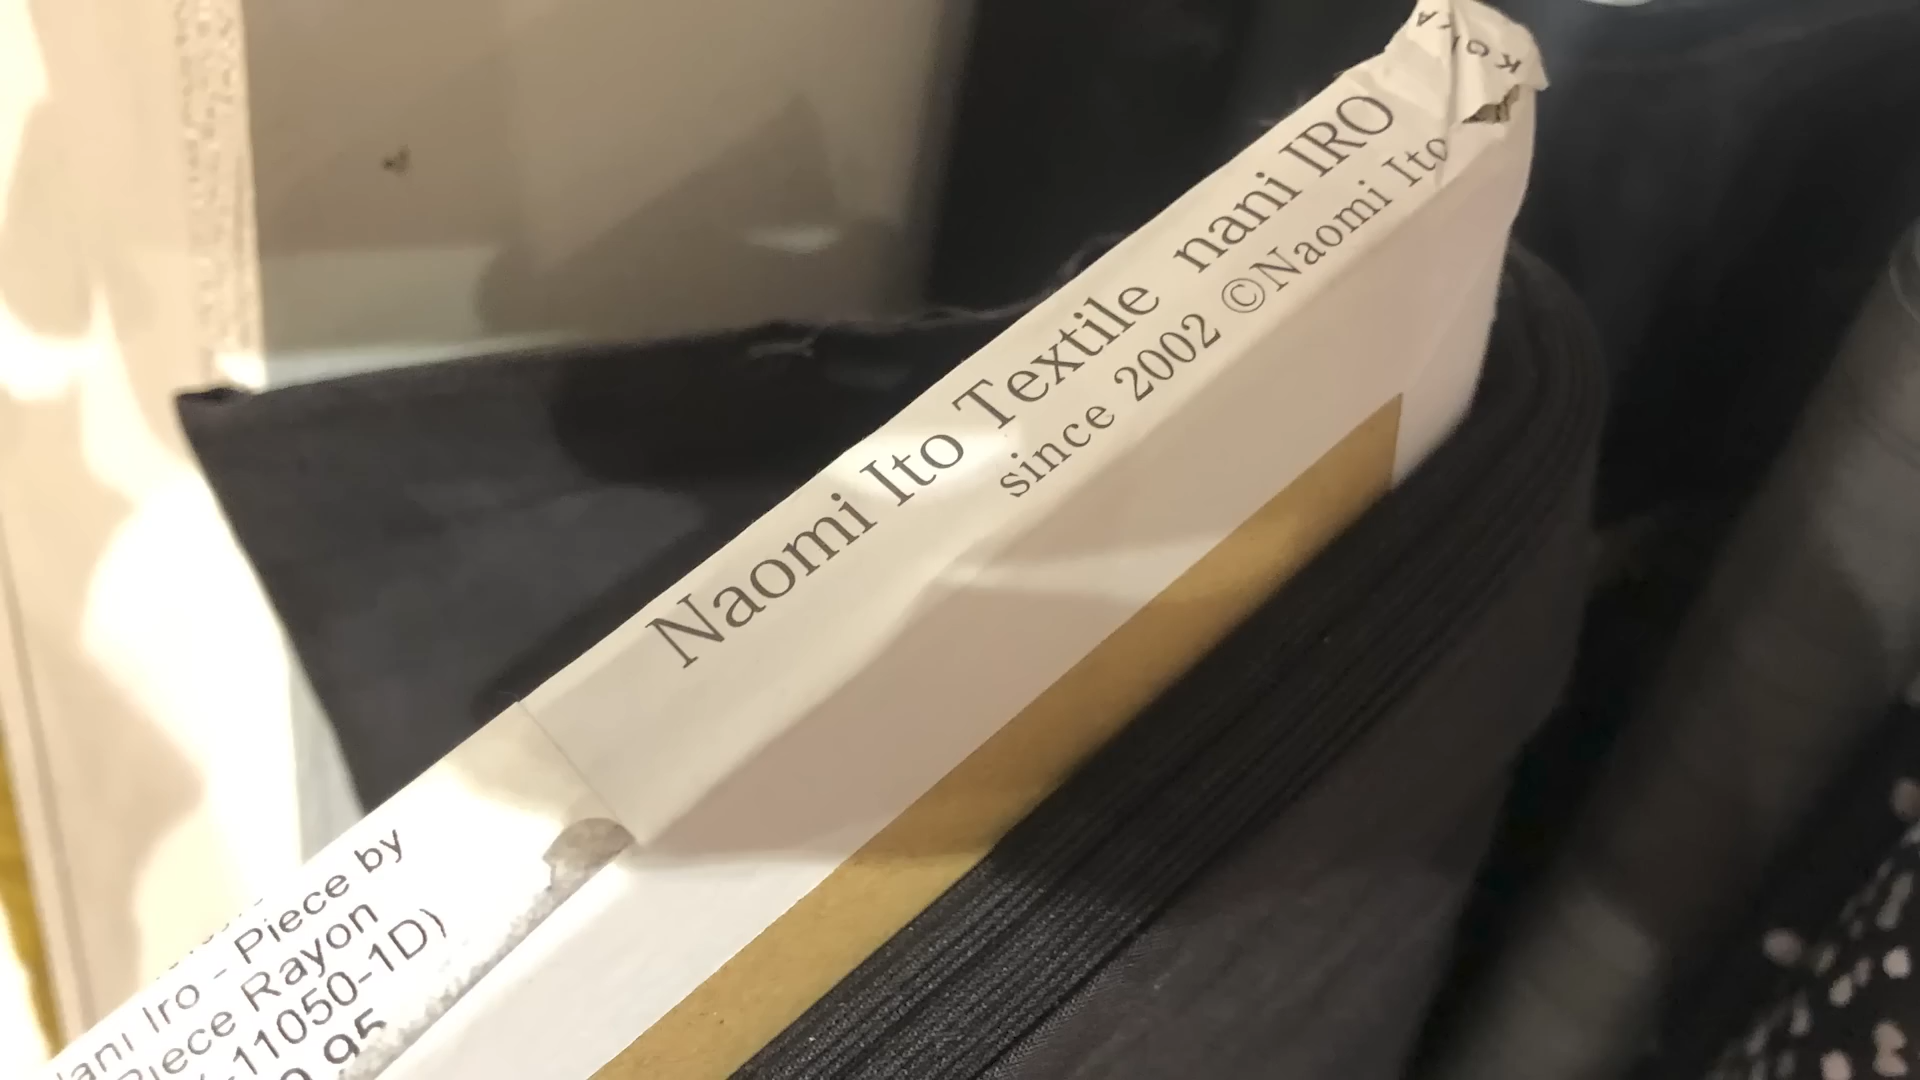 Naomi Ito Textile nani IRO
since 2002 ©Naomi Ito
Iro - Piece by
Piece Rayon
-11050-1D)